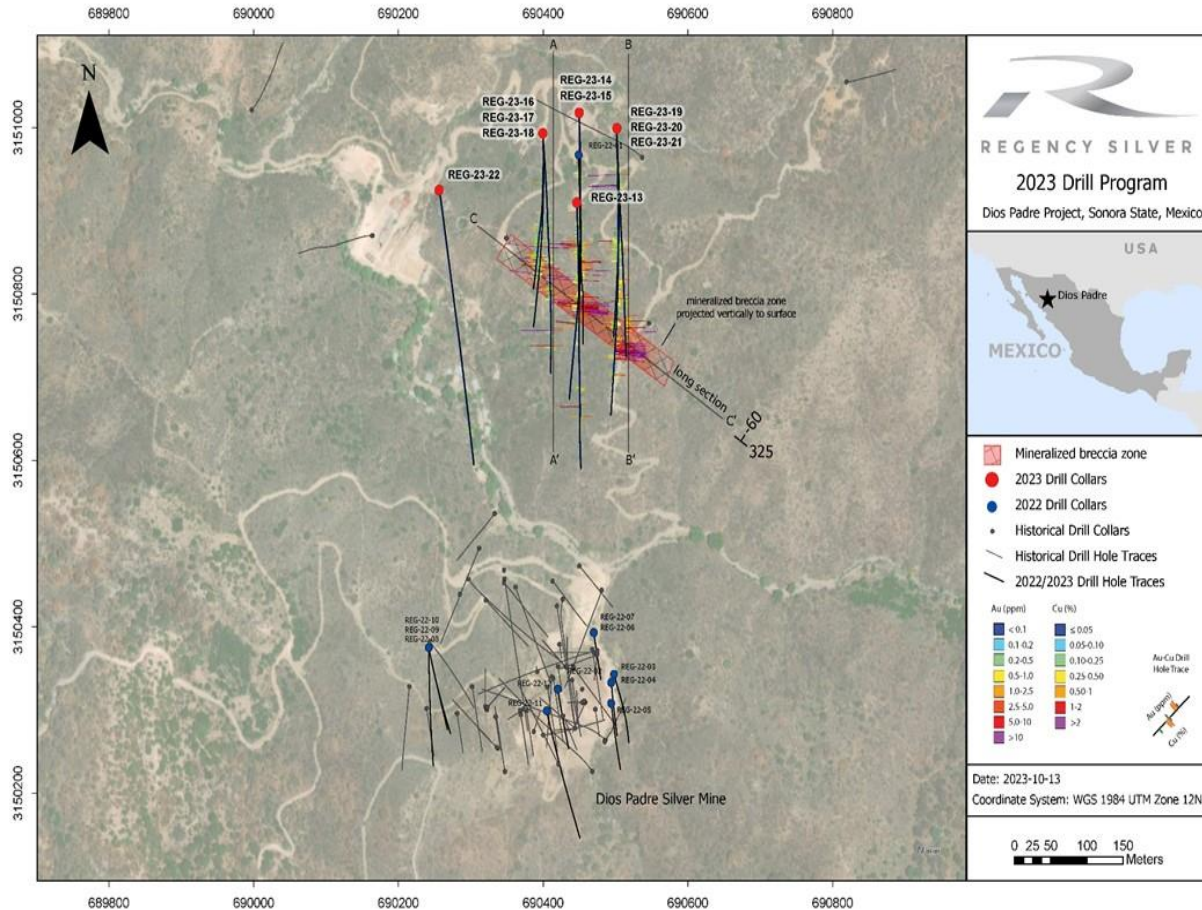 689800 690000 690200 690400 690600 690800
A
B
N
REG-23-14
REG-23-15
REG-23-16
REG-23-17
REG-23-18
REG-23-19
REG-23-20
REG-23-21
REG-23-22
REG-23-13
C
mineralized breccia zone
projected vertically to surface
long section
C'
-60
325
A'
B'
REG-22-10
REG-22-09
REG-22-07
REG-22-06
REG-22-03
REG-22-04
REG-22-05
REG-22-11
Dios Padre Silver Mine
3151000
3150800
3150600
3150400
3150200
689800 690000 690200 690400 690600 690800
R
REGENCY SILVER
2023 Drill Program
Dios Padre Project, Sonora State, Mexico
USA
Dios Padre
MEXICO
Mineralized breccia zone
2023 Drill Collars
2022 Drill Collars
Historical Drill Collars
Historical Drill Hole Traces
2022/2023 Drill Hole Traces
Au (ppm) Cu (%)
< 0.1 ≤ 0.05
0.1-0.2 0.05-0.10
0.2-0.5 0.10-0.25
0.5-1.0 0.25-0.50
1.0-2.5 0.50-1
2.5-5.0 1-2
5.0-10 >2
>10
Au-Cu Drill
Hole Trace
Au (ppm)
Cu (%)
Date: 2023-10-13
Coordinate System: WGS 1984 UTM Zone 12N
0 25 50 100 150
Meters